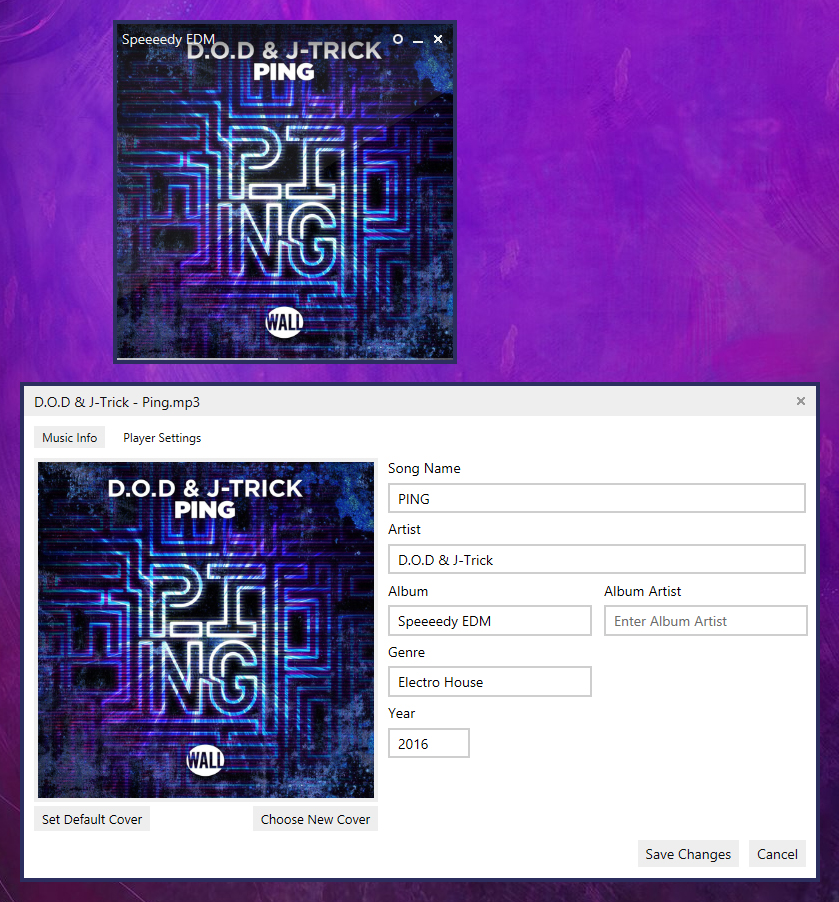 Speeeedy EDM
D.O.D & J-TRICK
PING
PI
NG
WALL
D.O.D & J-Trick - Ping.mp3
Music Info
Player Settings
D.O.D & J-TRICK
PING
PI
NG
WALL
Set Default Cover
Choose New Cover
Song Name
PING
Artist
D.O.D & J-Trick
Album
Album Artist
Speeeedy EDM
Enter Album Artist
Genre
Electro House
Year
2016
Save Changes
Cancel